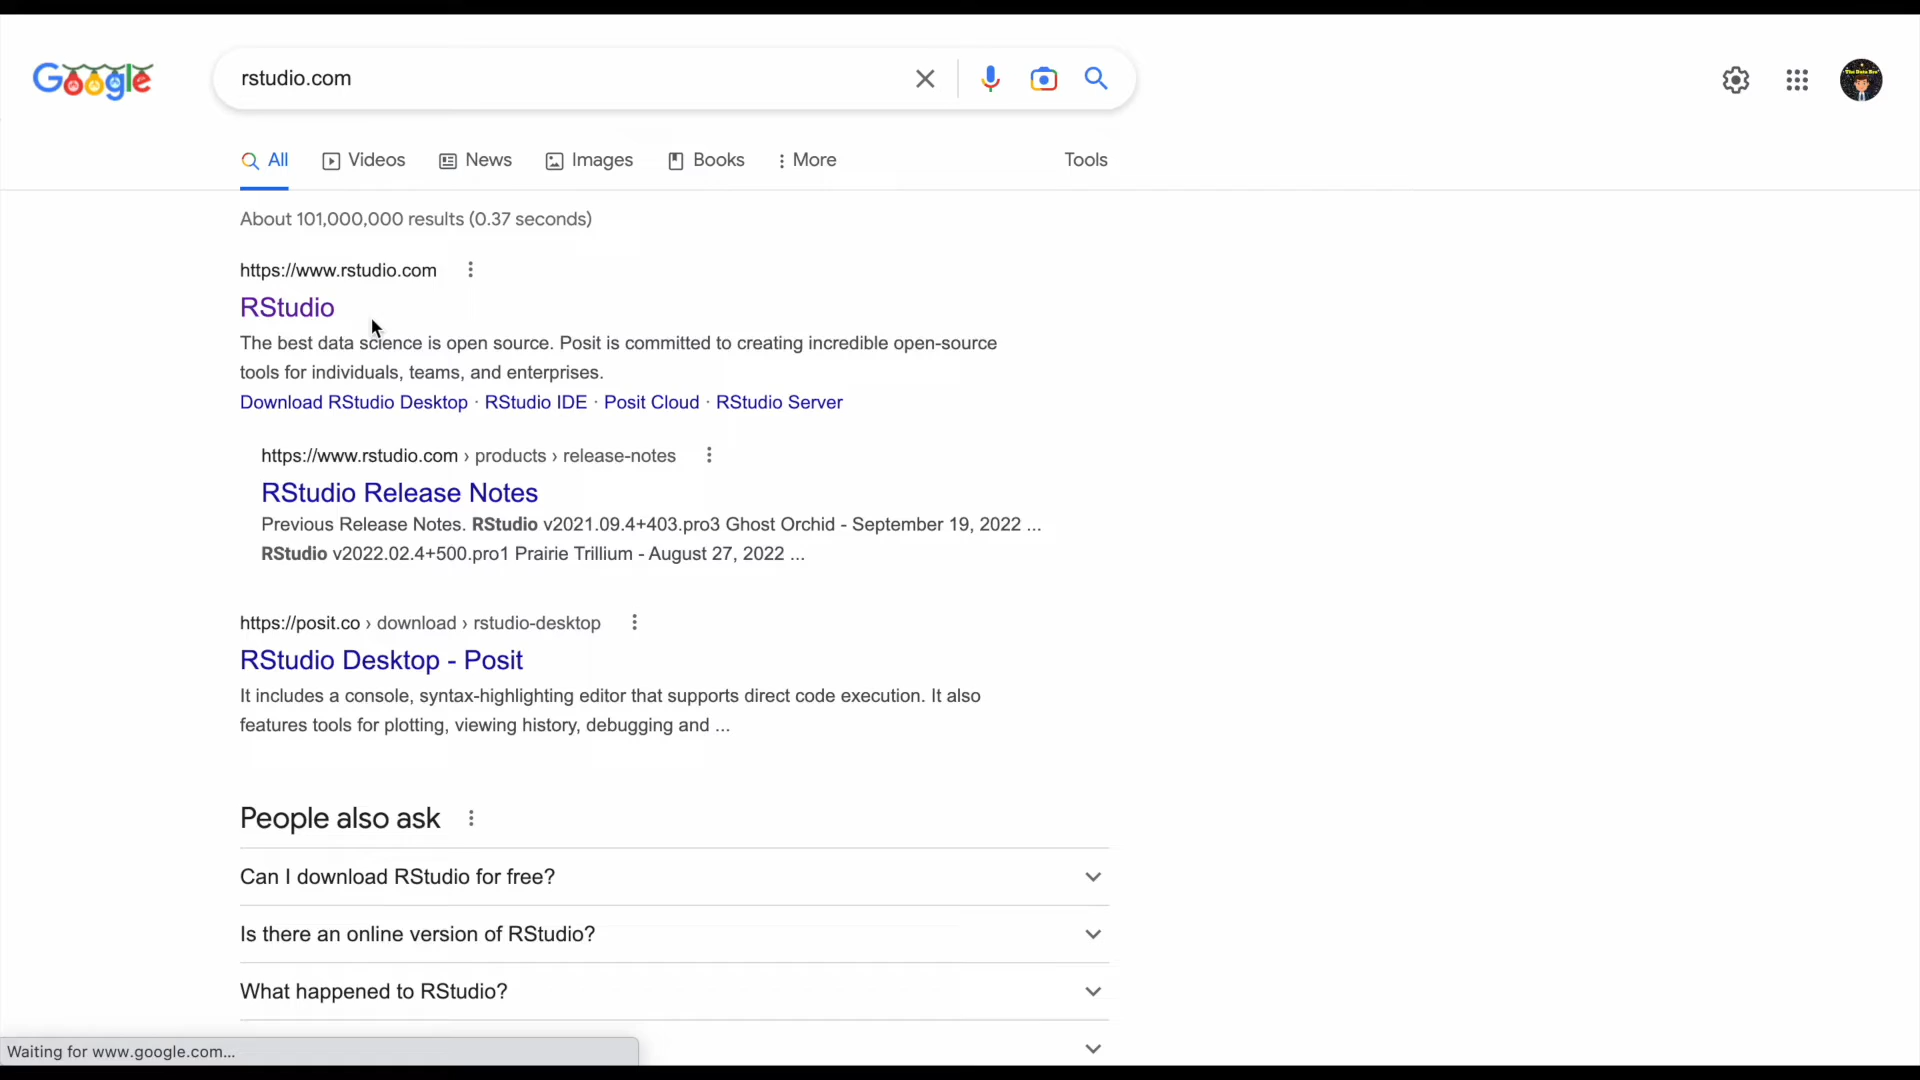 Google
rstudio.com
All
Videos
News
Images
Books
More
Tools
About 101,000,000 results (0.37 seconds)
https://www.rstudio.com
RStudio
The best data science is open source. Posit is committed to creating incredible open-source
tools for individuals, teams, and enterprises.
Download RStudio Desktop · RStudio IDE · Posit Cloud · RStudio Server
https://www.rstudio.com › products › release-notes
RStudio Release Notes
Previous Release Notes. RStudio v2021.09.4+403.pro3 Ghost Orchid - September 19, 2022 ...
RStudio v2022.02.4+500.pro1 Prairie Trillium - August 27, 2022 ...
https://posit.co › download › rstudio-desktop
RStudio Desktop - Posit
It includes a console, syntax-highlighting editor that supports direct code execution. It also
features tools for plotting, viewing history, debugging and ...
People also ask
Can I download RStudio for free?
Is there an online version of RStudio?
What happened to RStudio?
Waiting for www.google.com...